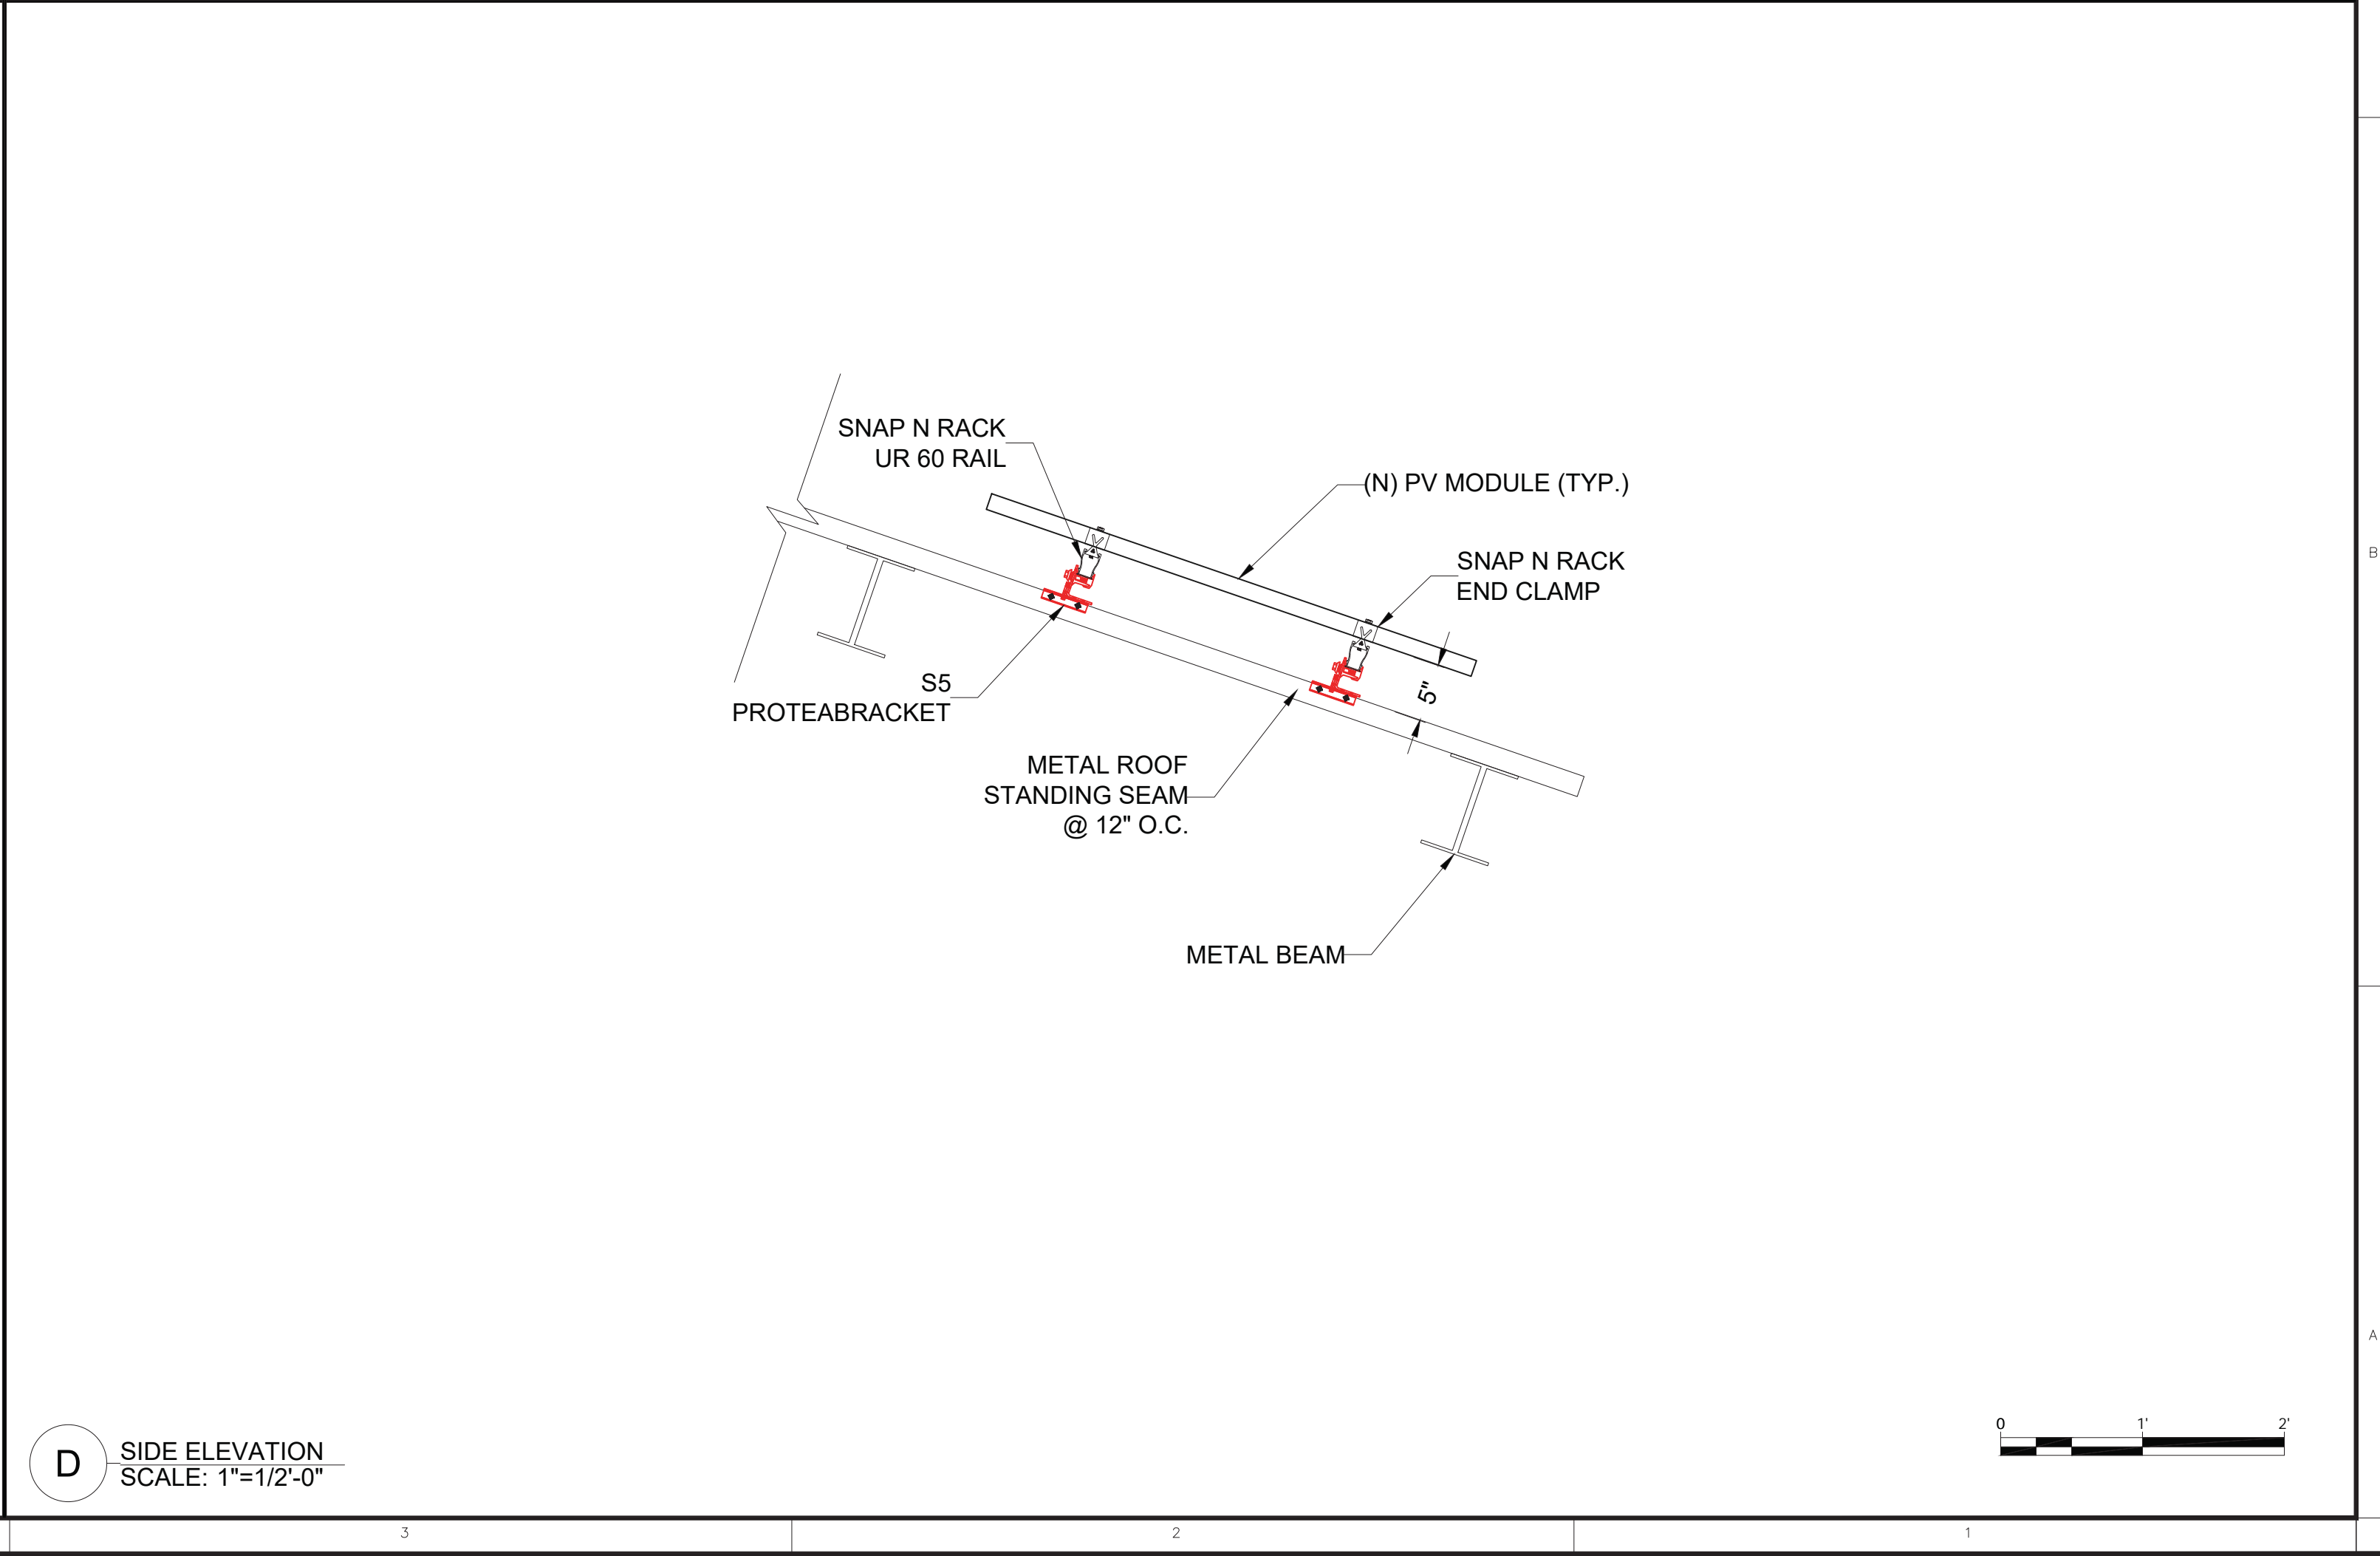 SNAP N RACK
UR 60 RAIL
(N) PV MODULE (TYP.)
SNAP N RACK
END CLAMP
S5
PROTEABRACKET
5"
METAL ROOF
STANDING SEAM
@ 12" O.C.
METAL BEAM
B
A
D
SIDE ELEVATION
SCALE: 1"=1/2'-0"
0 1' 2'
3 2 1